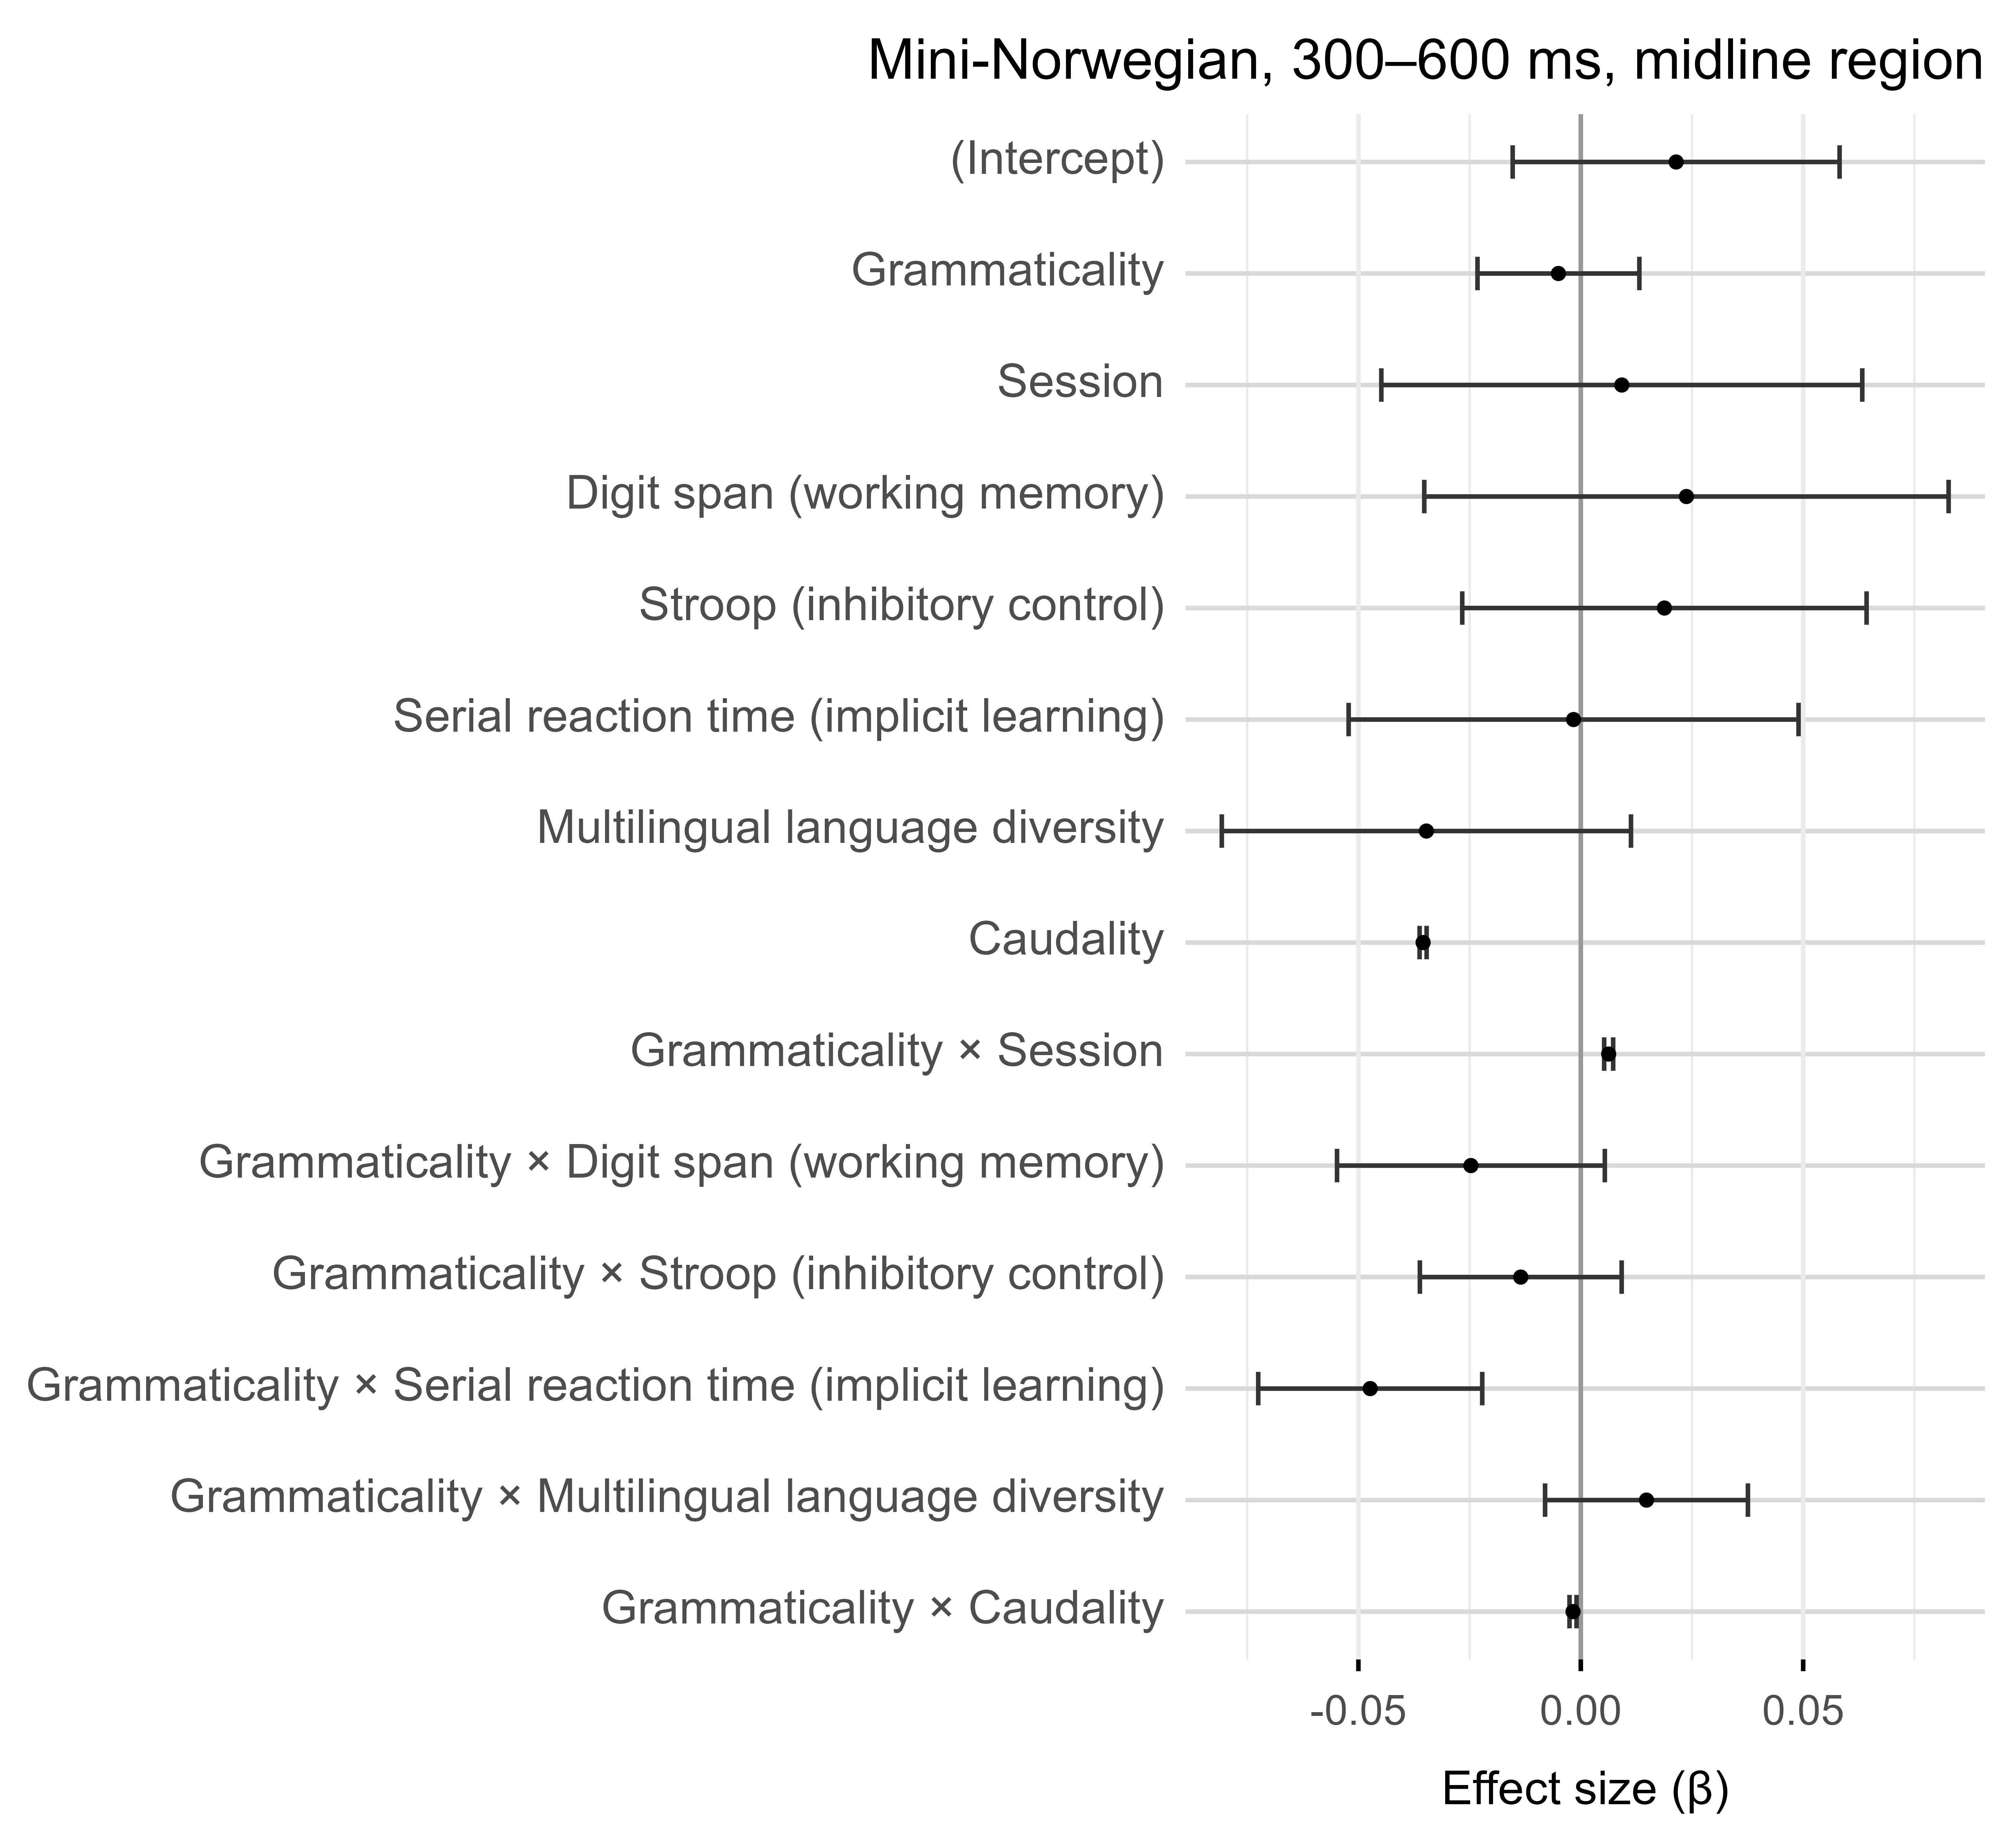 Mini-Norwegian, 300–600 ms, midline region
(Intercept)
Grammaticality
Session
Digit span (working memory)
Stroop (inhibitory control)
Serial reaction time (implicit learning)
Multilingual language diversity
Caudality
Grammaticality × Session
Grammaticality × Digit span (working memory)
Grammaticality × Stroop (inhibitory control)
Grammaticality × Serial reaction time (implicit learning)
Grammaticality × Multilingual language diversity
Grammaticality × Caudality
-0.05 0.00 0.05
Effect size (β)